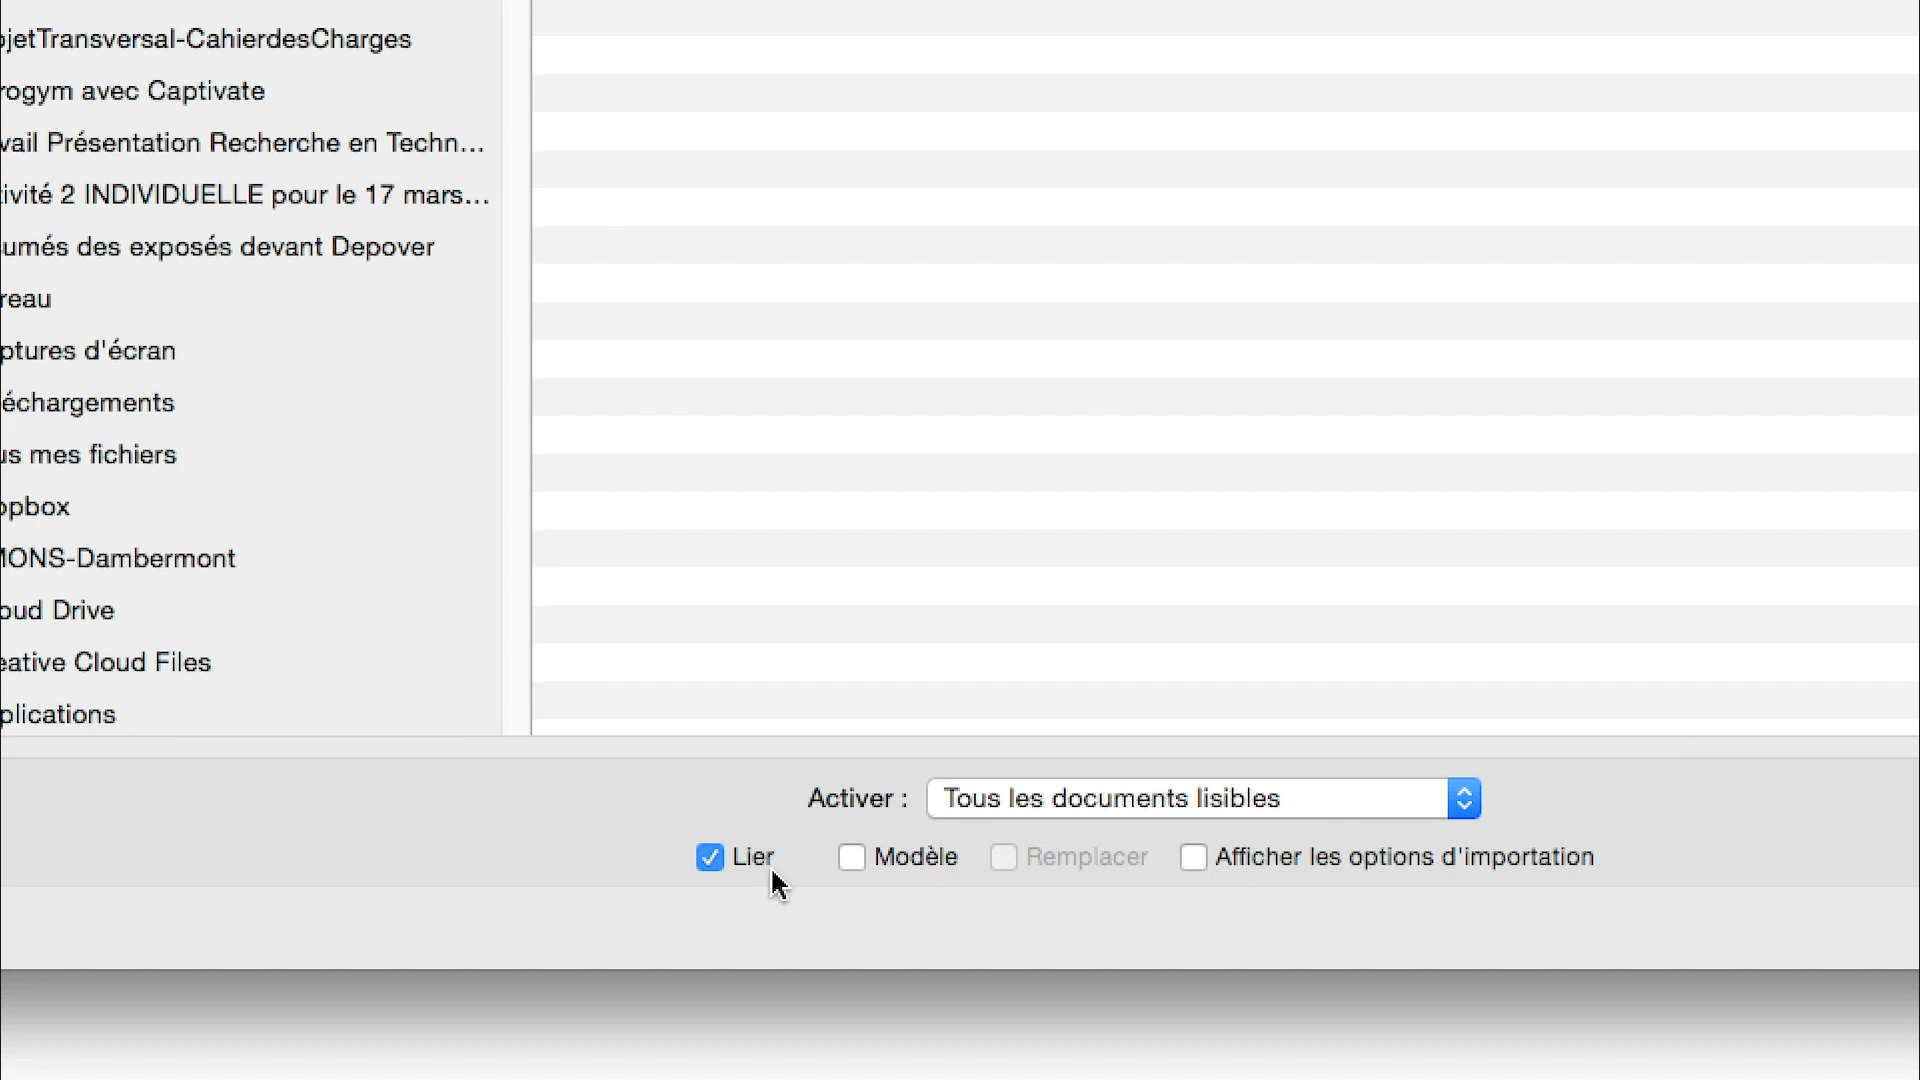 ojetTransversal-CahierdesCharges
rogym avec Captivate
vail Présentation Recherche en Techn...
ivité 2 INDIVIDUELLE pour le 17 mars...
umés des exposés devant Depover
reau
ptures d'écran
échargements
us mes fichiers
opbox
MONS-Dambermont
oud Drive
eative Cloud Files
plications
Activer : Tous les documents lisibles
Lier Modèle Remplacer Afficher les options d'importation